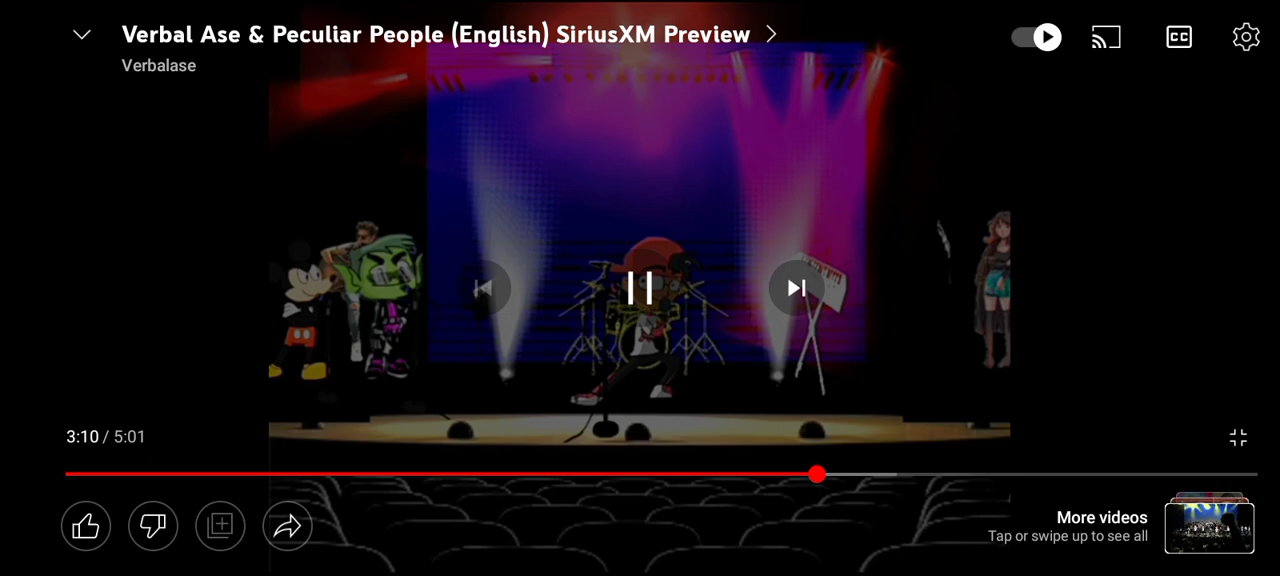 Verbal Ase & Peculiar People (English) SiriusXM Preview
Verbalase
CC
3:10 / 5:01
More videos
Tap or swipe up to see all